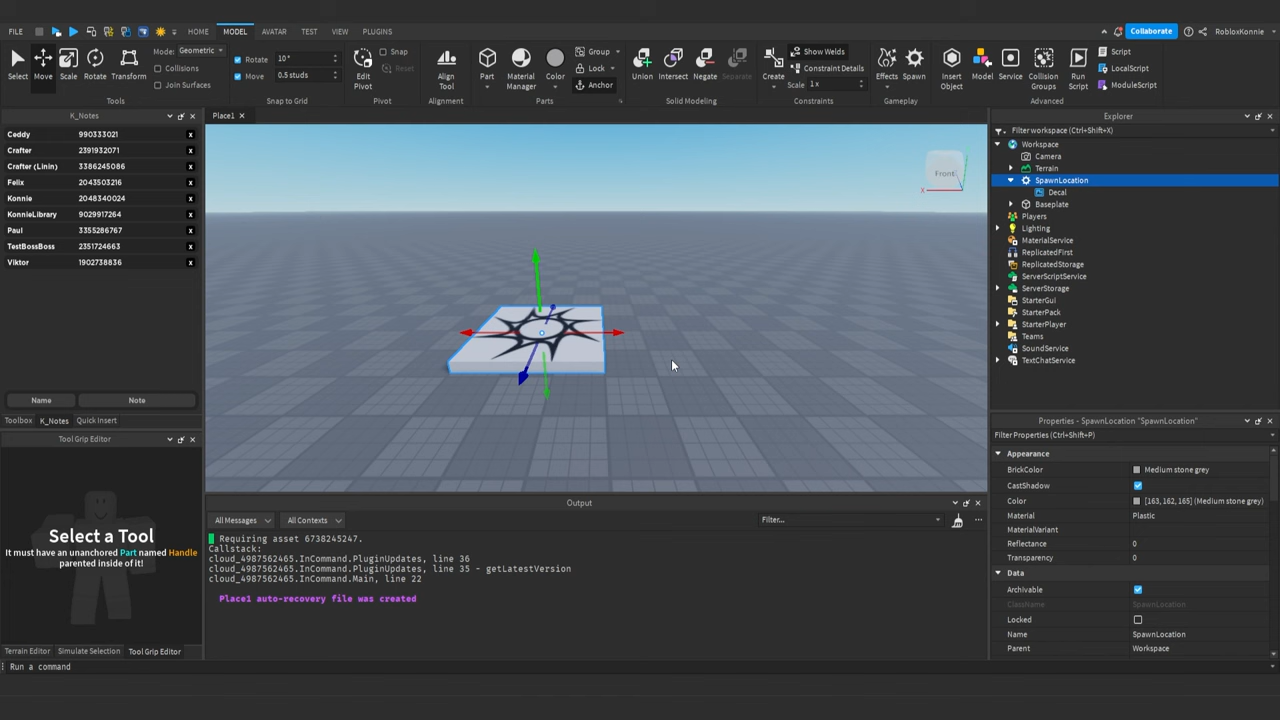 FILE HOME MODEL AVATAR TEST VIEW PLUGINS Collaborate RobloxKonnie
Select Move Scale Rotate Transform
Mode: Geometric
Collisions
Join Surfaces
Tools
Rotate 10°
Move 0.5 studs
Snap to Grid
Edit Pivot
Snap
Reset
Pivot
Align Tool
Alignment
Part Material Manager Color
Group
Lock
Anchor
Parts
Union Intersect Negate Separate
Solid Modeling
Create
Show Welds
Constraint Details
Scale 1x
Constraints
Effects Spawn
Gameplay
Insert Object Model Service Collision Groups Run Script
Script
LocalScript
ModuleScript
Advanced
K_Notes
Ceddy 990333021 x
Crafter 2391932071 x
Crafter (Linin) 3386245086 x
Felix 2043503216 x
Konnie 2048340024 x
KonnieLibrary 9029917264 x
Paul 3355286767 x
TestBossBoss 2351724663 x
Viktor 1902738836 x
Name Note
Toolbox K_Notes Quick Insert
Tool Grip Editor
Select a Tool
It must have an unanchored Part named Handle
parented inside of it!
Terrain Editor Simulate Selection Tool Grip Editor
Run a command
Place1
Front
X
Output
All Messages All Contexts Filter...
Requiring asset 6738245247.
Callstack:
cloud_4987562465.InCommand.PluginUpdates, line 36
cloud_4987562465.InCommand.PluginUpdates, line 35 - getLatestVersion
cloud_4987562465.InCommand.Main, line 22
Place1 auto-recovery file was created
Explorer
Filter workspace (Ctrl+Shift+X)
Workspace
Camera
Terrain
SpawnLocation
Decal
Baseplate
Players
Lighting
MaterialService
ReplicatedFirst
ReplicatedStorage
ServerScriptService
ServerStorage
StarterGui
StarterPack
StarterPlayer
Teams
SoundService
TextChatService
Properties - SpawnLocation "SpawnLocation"
Filter Properties (Ctrl+Shift+P)
Appearance
BrickColor Medium stone grey
CastShadow
Color [163, 162, 165] (Medium stone grey)
Material Plastic
MaterialVariant
Reflectance 0
Transparency 0
Data
Archivable
ClassName SpawnLocation
Locked
Name SpawnLocation
Parent Workspace